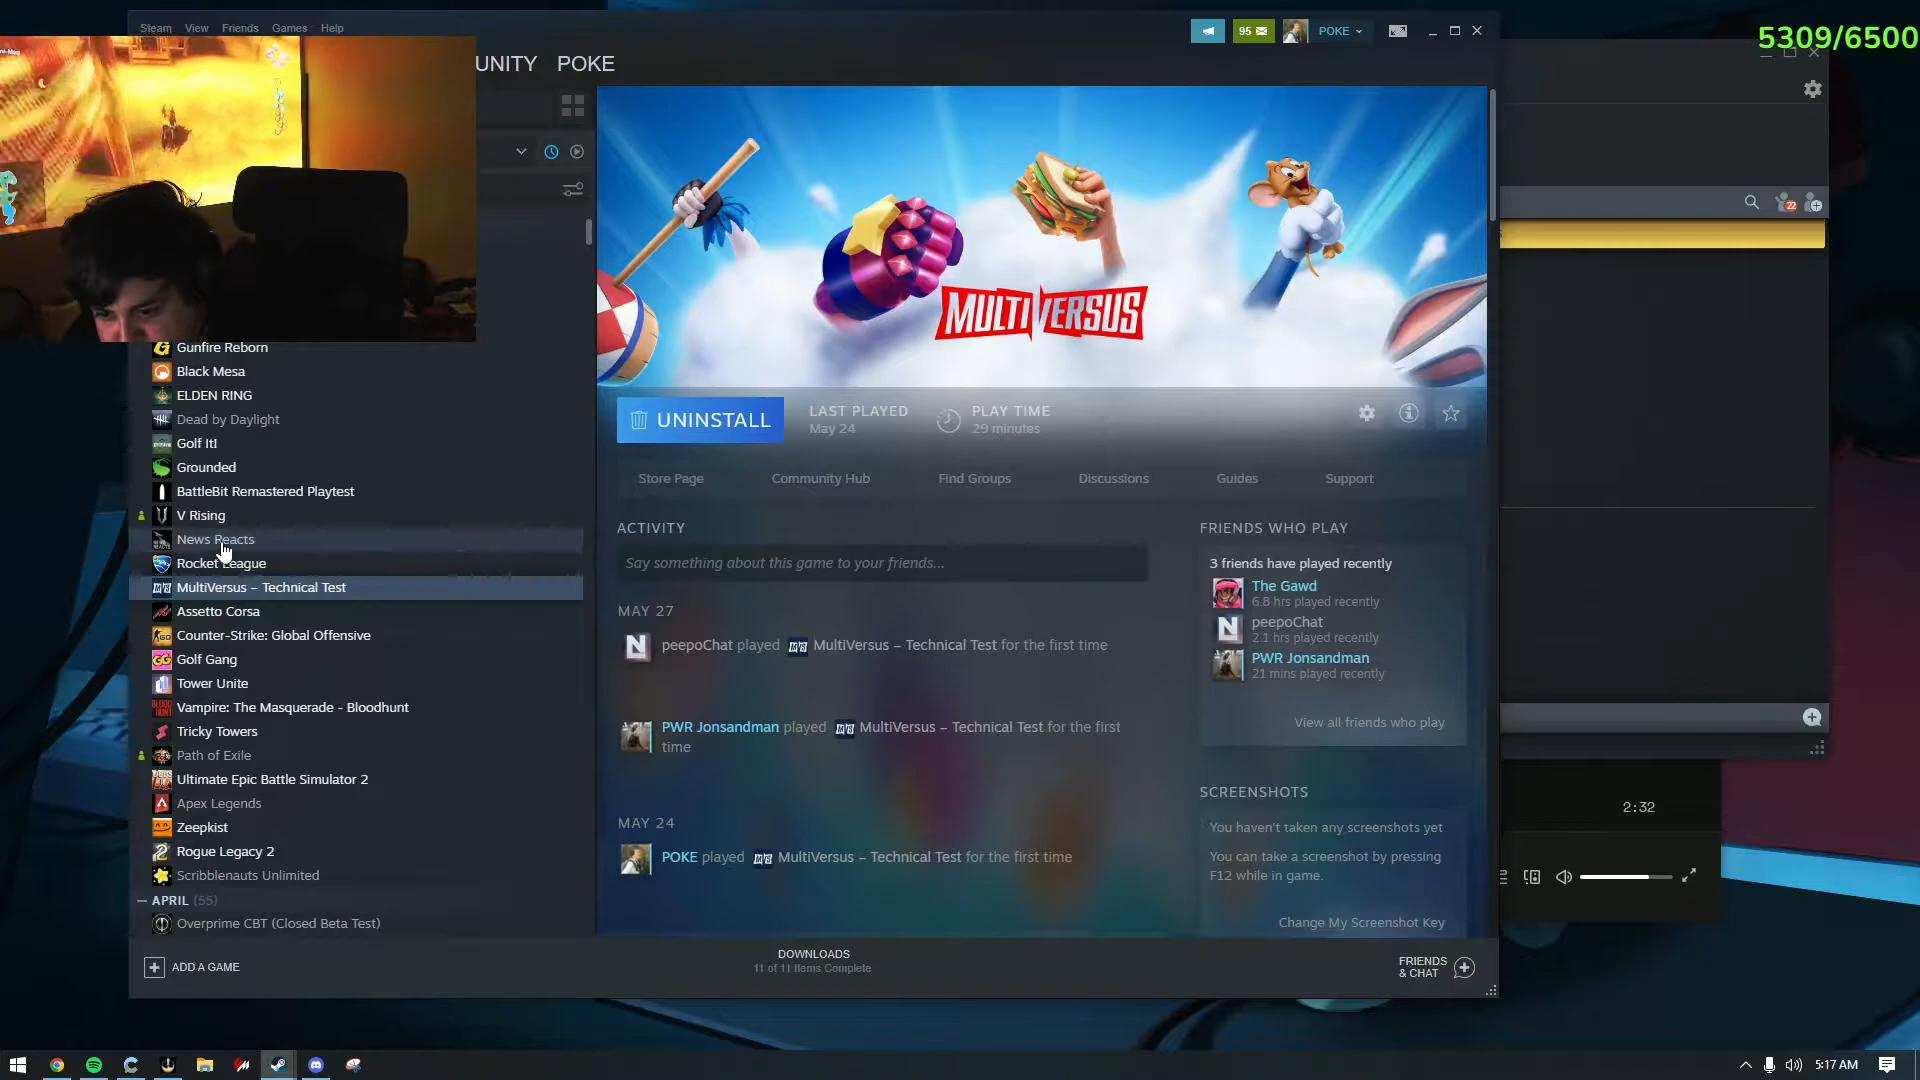 Steam View Friends Games Help
95
POKE
5309/6500
UNITY POKE
22
MULTIVERSUS
Gunfire Reborn
Black Mesa
ELDEN RING
Dead by Daylight
Golf It!
Grounded
BattleBit Remastered Playtest
V Rising
News Reacts
Rocket League
MultiVersus – Technical Test
Assetto Corsa
Counter-Strike: Global Offensive
Golf Gang
Tower Unite
Vampire: The Masquerade - Bloodhunt
Tricky Towers
Path of Exile
Ultimate Epic Battle Simulator 2
Apex Legends
Zeepkist
Rogue Legacy 2
Scribblenauts Unlimited
APRIL (55)
Overprime CBT (Closed Beta Test)
ADD A GAME
UNINSTALL
LAST PLAYED
May 24
PLAY TIME
29 minutes
Store Page Community Hub Find Groups Discussions Guides Support
ACTIVITY
Say something about this game to your friends...
MAY 27
peepoChat played MultiVersus – Technical Test for the first time
PWR Jonsandman played MultiVersus – Technical Test for the first
time
MAY 24
POKE played MultiVersus – Technical Test for the first time
FRIENDS WHO PLAY
3 friends have played recently
The Gawd
6.8 hrs played recently
peepoChat
2.1 hrs played recently
PWR Jonsandman
21 mins played recently
View all friends who play
SCREENSHOTS
You haven't taken any screenshots yet
You can take a screenshot by pressing
F12 while in game.
Change My Screenshot Key
DOWNLOADS
11 of 11 Items Complete
FRIENDS
& CHAT
2:32
5:17 AM